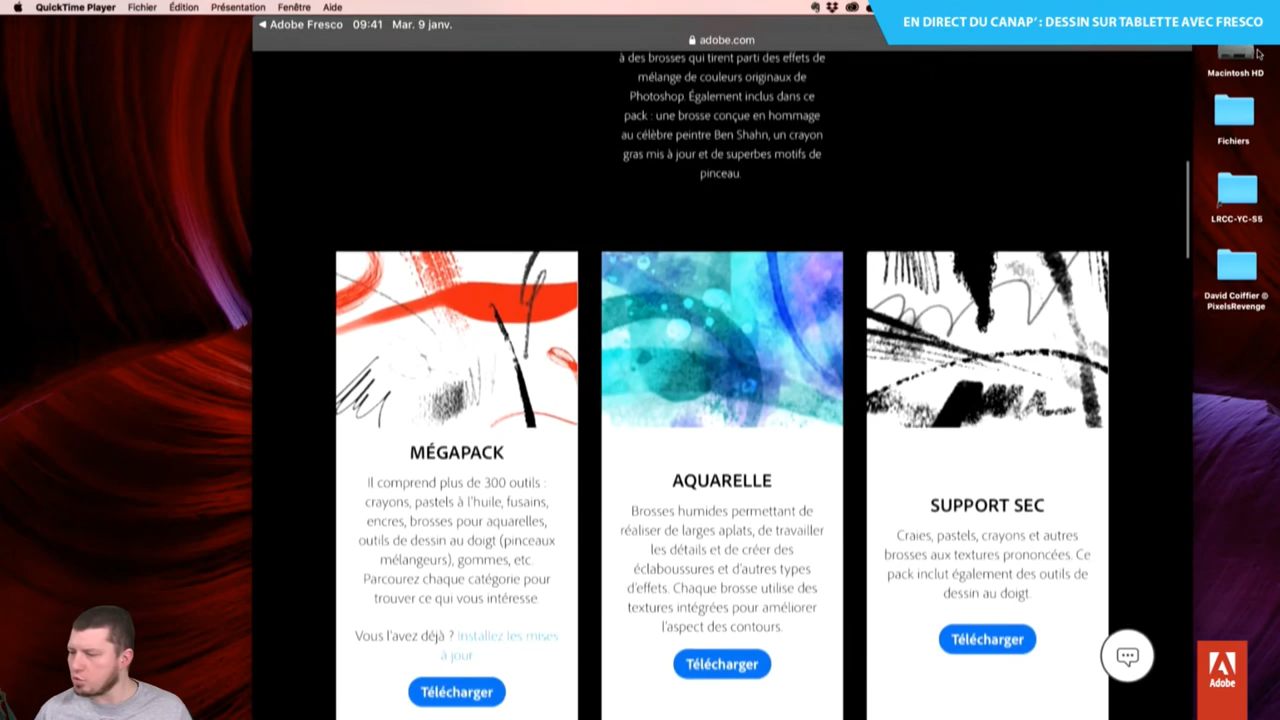 QuickTime Player Fichier Édition Présentation Fenêtre Aide
EN DIRECT DU CANAP' : DESSIN SUR TABLETTE AVEC FRESCO
Adobe Fresco 09:41 Mar. 9 janv.
adobe.com
à des brosses qui tirent parti des effets de
mélange de couleurs originaux de
Photoshop. Également inclus dans ce
pack : une brosse conçue en hommage
au célèbre peintre Ben Shahn, un crayon
gras mis à jour et de superbes motifs de
pinceau.
MÉGAPACK
Il comprend plus de 300 outils :
crayons, pastels à l'huile, fusains,
encres, brosses pour aquarelles,
outils de dessin au doigt (pinceaux
mélangeurs), gommes, etc.
Parcourez chaque catégorie pour
trouver ce qui vous intéresse.
Vous l'avez déjà ? Installez les mises
à jour.
Télécharger
AQUARELLE
Brosses humides permettant de
réaliser de larges aplats, de travailler
les détails et de créer des
éclaboussures et d'autres types
d'effets. Chaque brosse utilise des
textures intégrées pour améliorer
l'aspect des contours.
Télécharger
SUPPORT SEC
Craies, pastels, crayons et autres
brosses aux textures prononcées. Ce
pack inclut également des outils de
dessin au doigt.
Télécharger
Macintosh HD
Fichiers
LRCC-YC-S5
David Coiffier ©
PixelsRevenge
Adobe